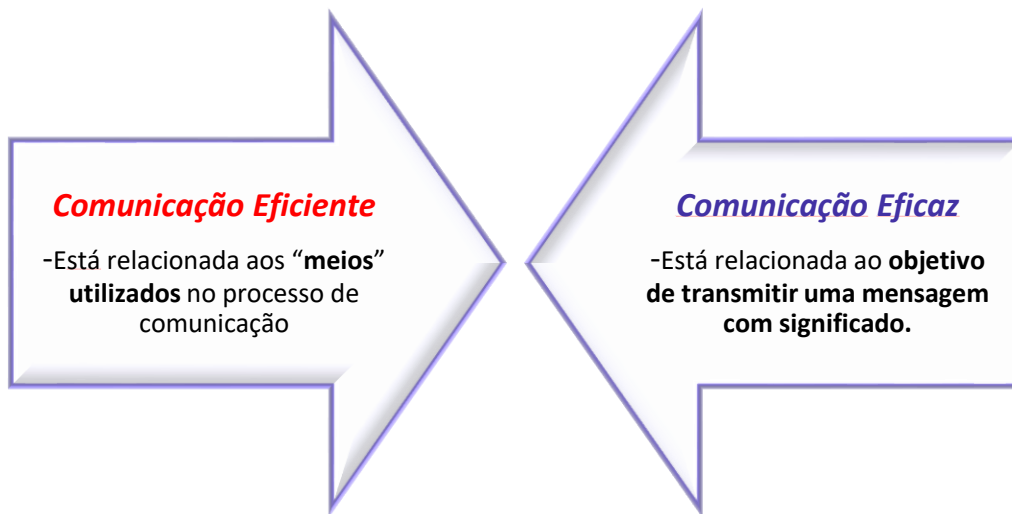 Comunicação Eficiente
-Está relacionada aos “meios”
utilizados no processo de
comunicação
Comunicação Eficaz
-Está relacionada ao objetivo
de transmitir uma mensagem
com significado.